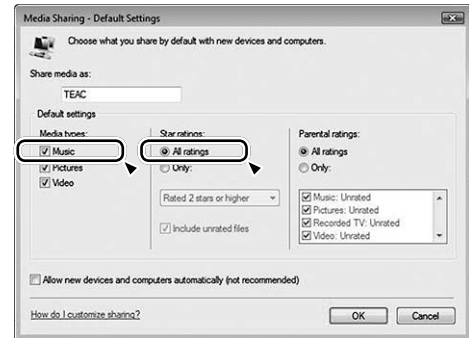 Media Sharing - Default Settings
Choose what you share by default with new devices and computers.
Share media as:
TEAC
Default settings
Media types:
Music
Pictures
Video
Star ratings:
All ratings
Only:
Rated 2 stars or higher
Include unrated files
Parental ratings:
All ratings
Only:
Music: Unrated
Pictures: Unrated
Recorded TV: Unrated
Video: Unrated
Allow new devices and computers automatically (not recommended)
How do I customize sharing?
OK
Cancel